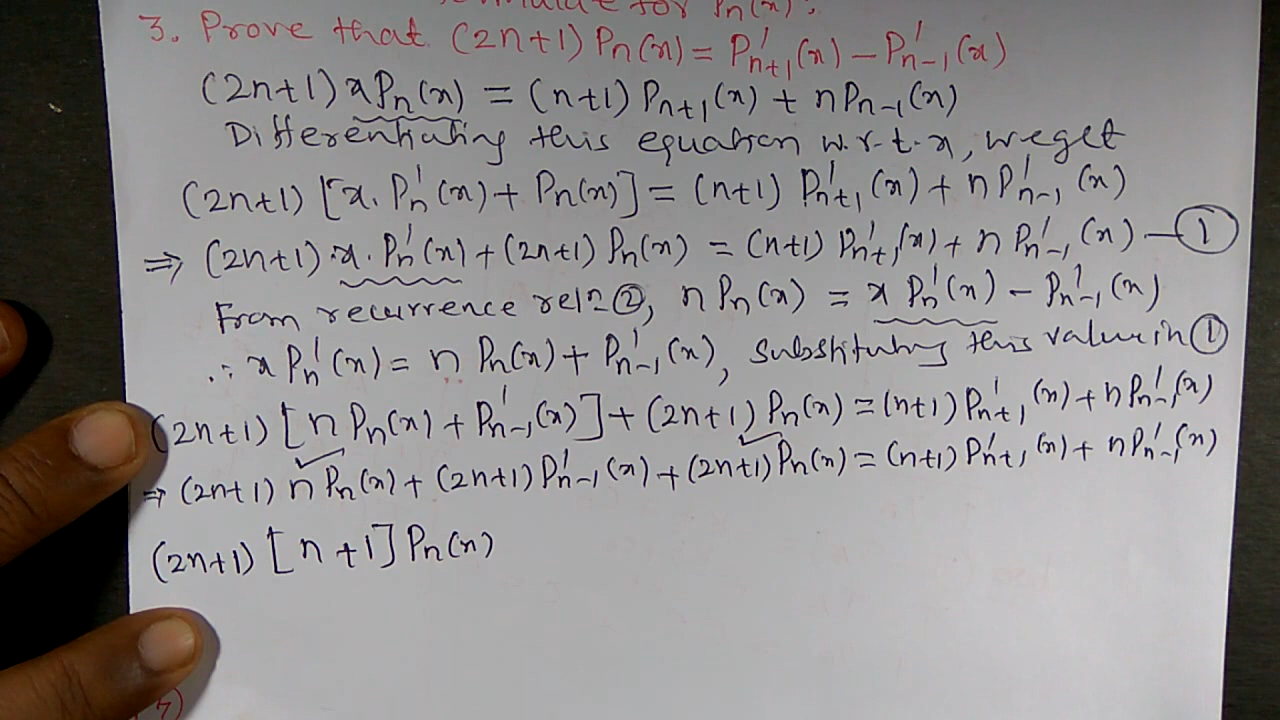 for Pn(x).
3. Prove that (2n+1) Pn(x) = P'n+1(x) - P'n-1(x)
(2n+1) x Pn(x) = (n+1) Pn+1(x) + n Pn-1(x)
Differentiating this equation w.r.t. x, we get
(2n+1) [x. P'n(x) + Pn(x)] = (n+1) P'n+1(x) + n P'n-1(x)
⇒ (2n+1) . x. P'n(x) + (2n+1) Pn(x) = (n+1) P'n+1(x) + n P'n-1(x) — ①
From recurrence reln ②, n Pn(x) = x P'n(x) - P'n-1(x)
∴ x P'n(x) = n Pn(x) + P'n-1(x), Substituting this value in ①
(2n+1) [n Pn(x) + P'n-1(x)] + (2n+1) Pn(x) = (n+1) P'n+1(x) + n P'n-1(x)
⇒ (2n+1) n Pn(x) + (2n+1) P'n-1(x) + (2n+1) Pn(x) = (n+1) P'n+1(x) + n P'n-1(x)
(2n+1) [n+1] Pn(x)